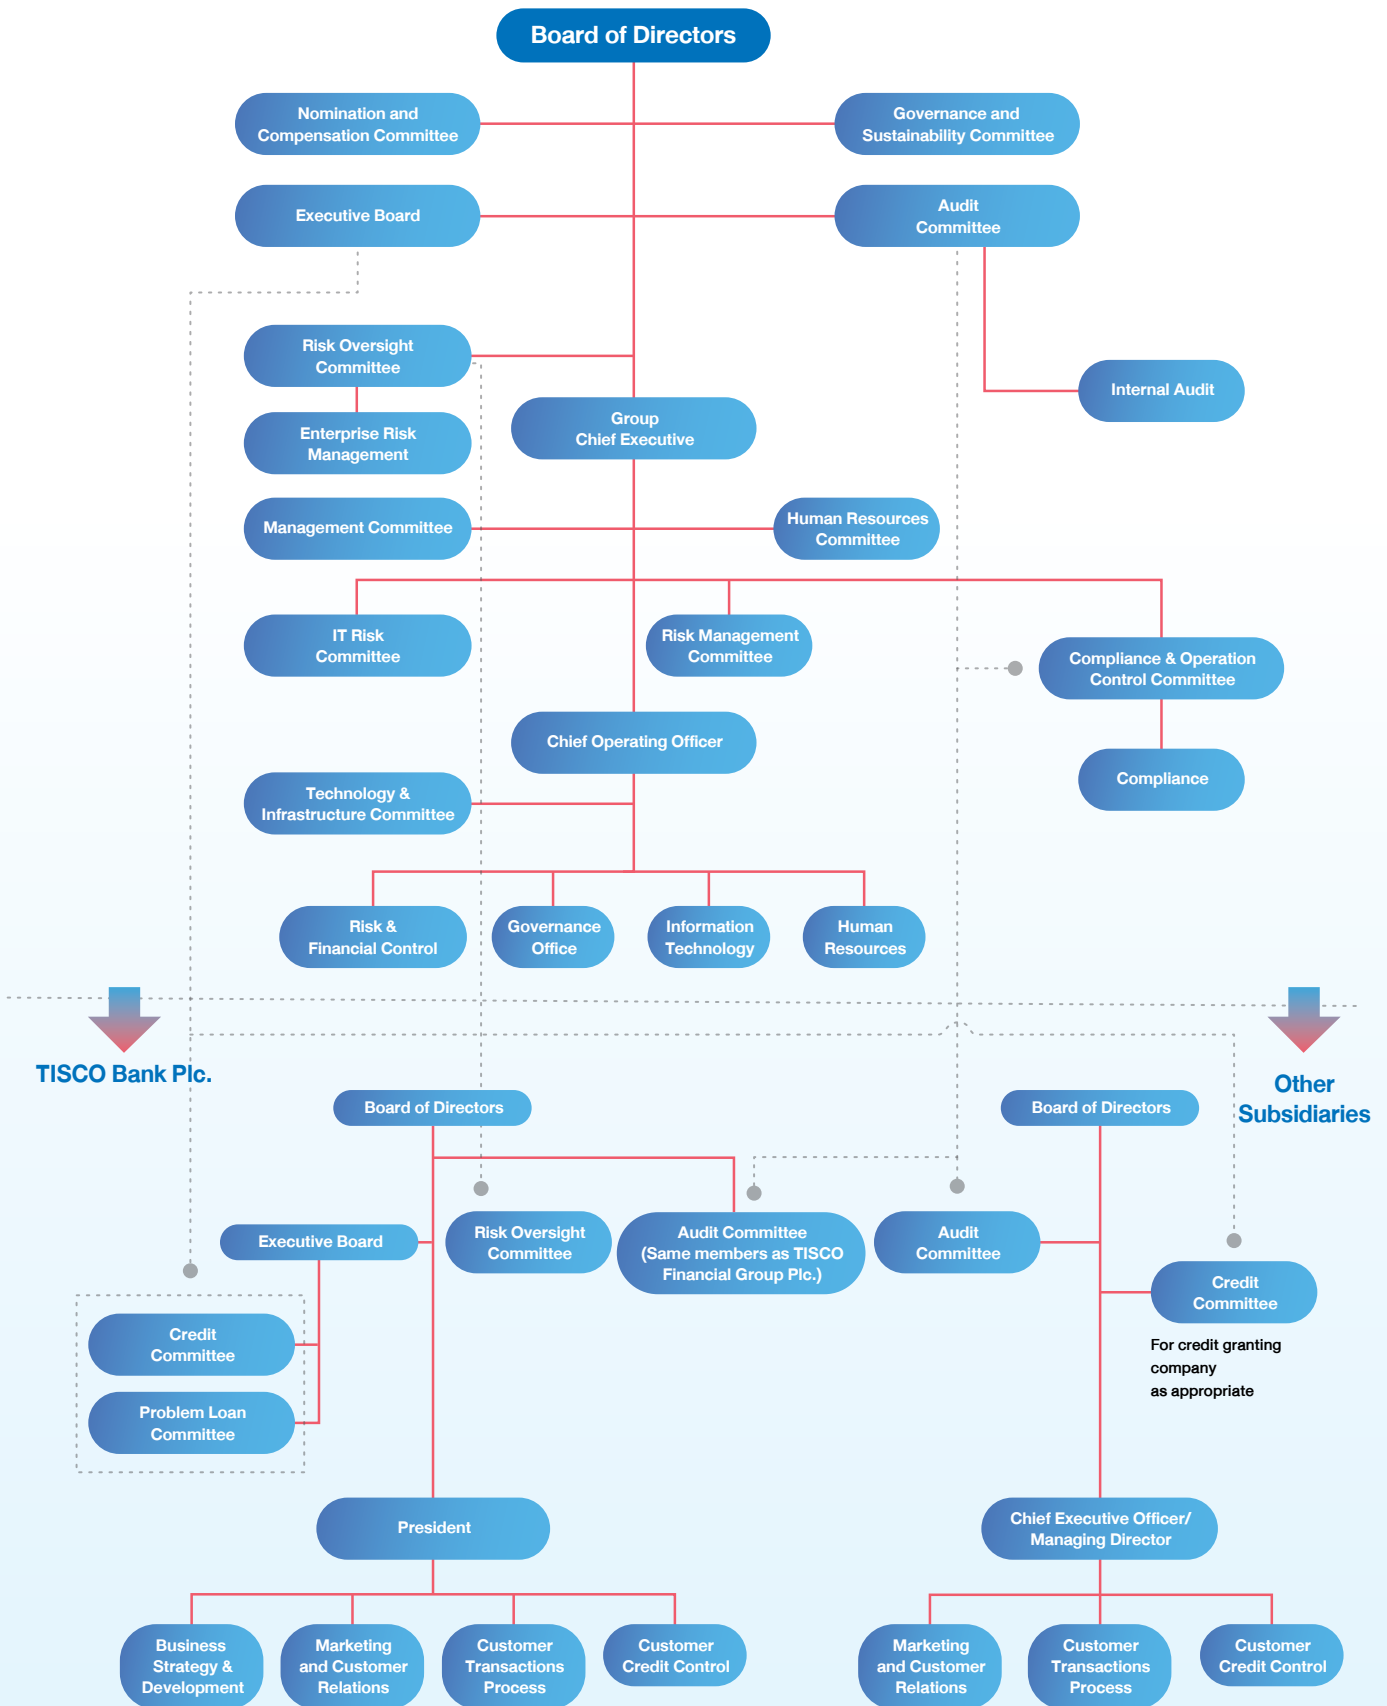 Board of Directors
Nomination and
Compensation Committee
Governance and
Sustainability Committee
Executive Board
Audit
Committee
Risk Oversight
Committee
Internal Audit
Enterprise Risk
Management
Group
Chief Executive
Management Committee
Human Resources
Committee
IT Risk
Committee
Risk Management
Committee
Compliance & Operation
Control Committee
Chief Operating Officer
Compliance
Technology &
Infrastructure Committee
Risk &
Financial Control
Governance
Office
Information
Technology
Human
Resources
TISCO Bank Plc.
Other
Subsidiaries
Board of Directors
Board of Directors
Executive Board
Risk Oversight
Committee
Audit Committee
(Same members as TISCO
Financial Group Plc.)
Audit
Committee
Credit
Committee
For credit granting
company
as appropriate
Credit
Committee
Problem Loan
Committee
President
Chief Executive Officer/
Managing Director
Business
Strategy &
Development
Marketing
and Customer
Relations
Customer
Transactions
Process
Customer
Credit Control
Marketing
and Customer
Relations
Customer
Transactions
Process
Customer
Credit Control